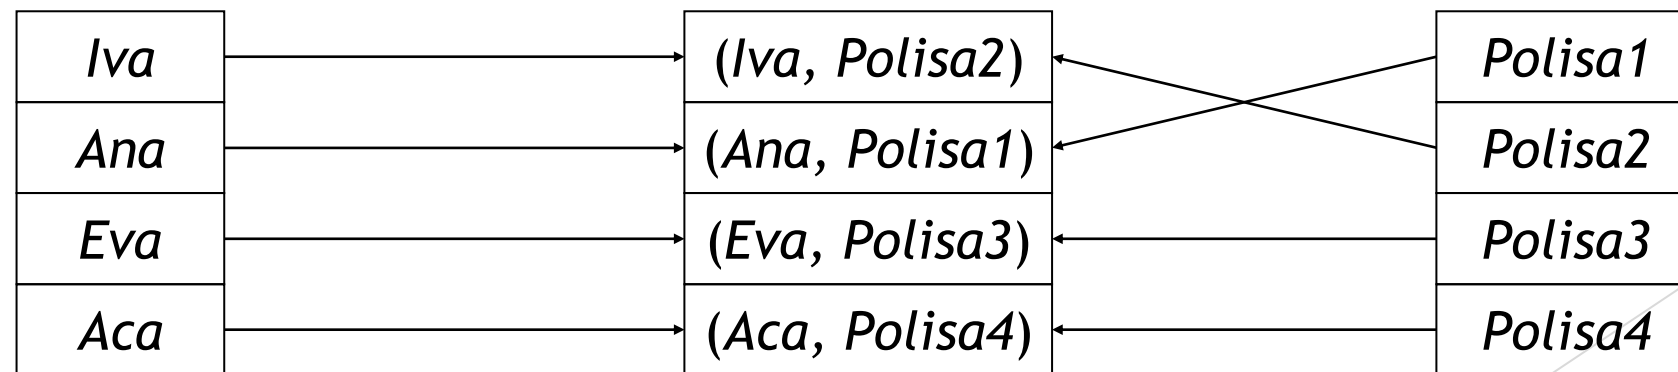 Iva (Iva, Polisa2) Polisa1
Ana (Ana, Polisa1) Polisa2
Eva (Eva, Polisa3) Polisa3
Aca (Aca, Polisa4) Polisa4